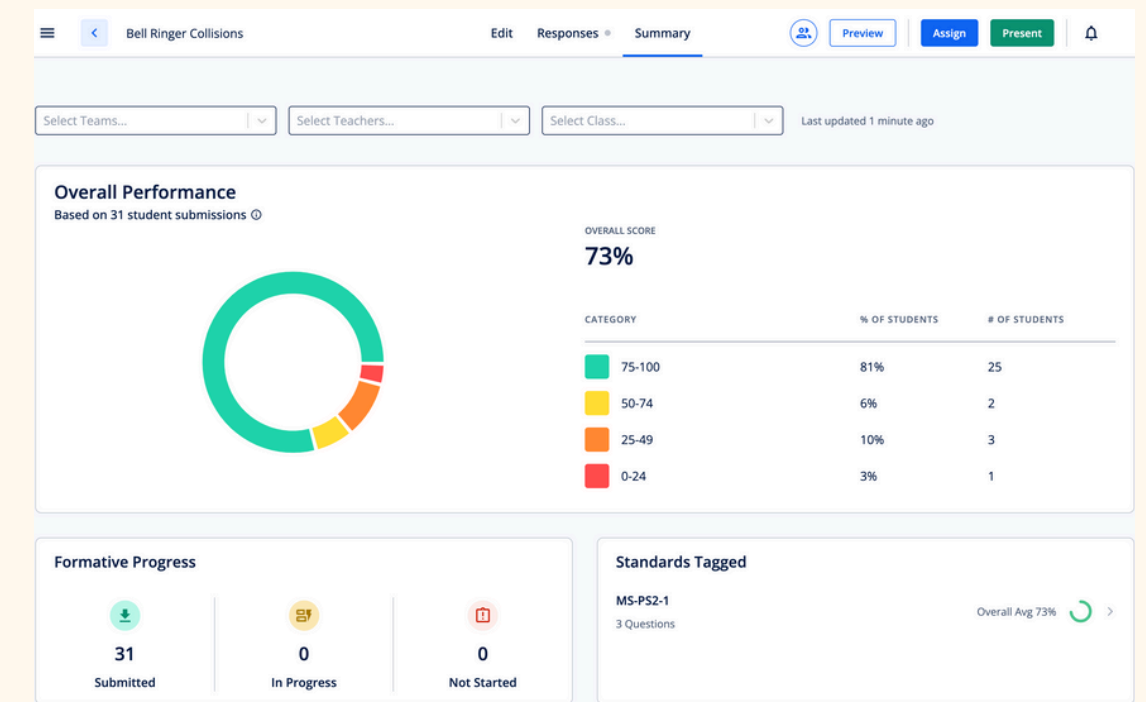 Bell Ringer Collisions Edit Responses Summary Preview Assign Present
Select Teams... Select Teachers... Select Class... Last updated 1 minute ago
Overall Performance
Based on 31 student submissions
OVERALL SCORE
73%
CATEGORY % OF STUDENTS # OF STUDENTS
75-100 81% 25
50-74 6% 2
25-49 10% 3
0-24 3% 1
Formative Progress
31 0 0
Submitted In Progress Not Started
Standards Tagged
MS-PS2-1
3 Questions
Overall Avg 73%